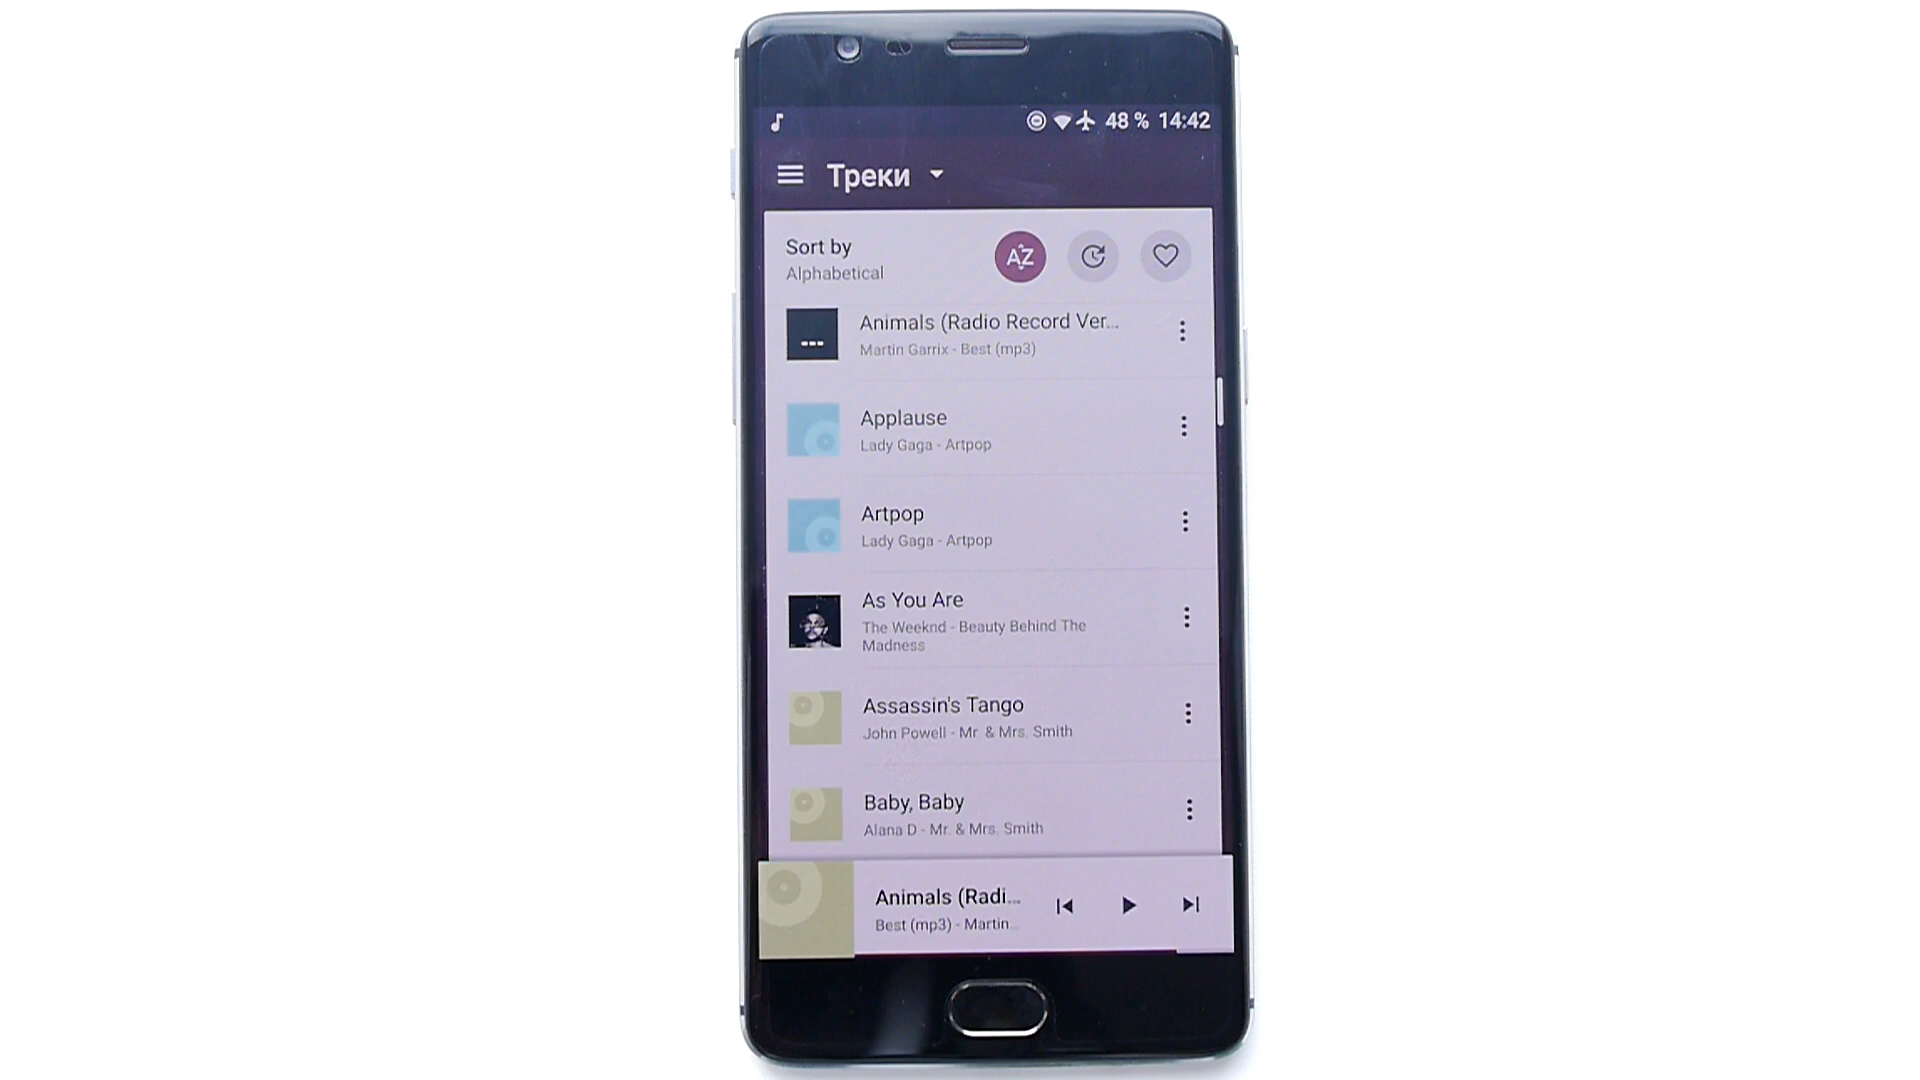 48 % 14:42
Треки
Sort by
Alphabetical
AZ
Animals (Radio Record Ver...
Martin Garrix - Best (mp3)
Applause
Lady Gaga - Artpop
Artpop
Lady Gaga - Artpop
As You Are
The Weeknd - Beauty Behind The
Madness
Assassin's Tango
John Powell - Mr. & Mrs. Smith
Baby, Baby
Alana D - Mr. & Mrs. Smith
Animals (Radi...
Best (mp3) - Martin...